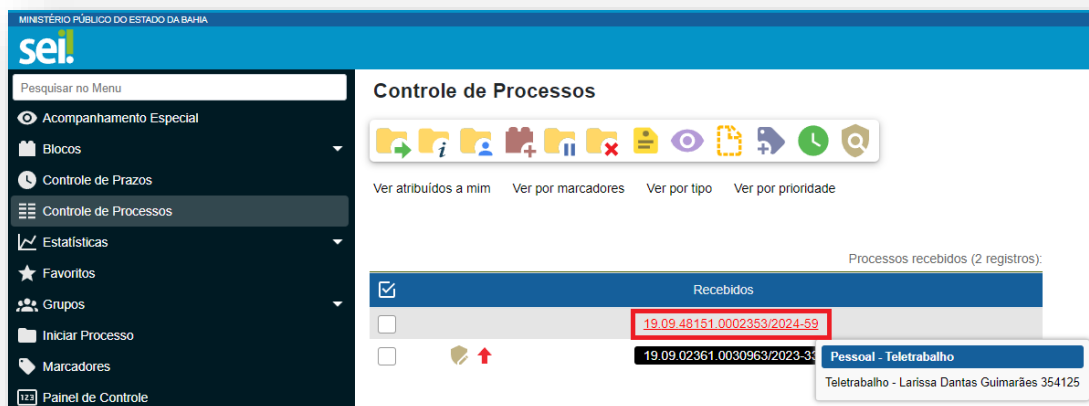 MINISTÉRIO PÚBLICO DO ESTADO DA BAHIA
sei!
Pesquisar no Menu
Acompanhamento Especial
Blocos
Controle de Prazos
Controle de Processos
Estatísticas
Favoritos
Grupos
Iniciar Processo
Marcadores
123 Painel de Controle
Controle de Processos
Ver atribuídos a mim Ver por marcadores Ver por tipo Ver por prioridade
Processos recebidos (2 registros):
Recebidos
19.09.48151.0002353/2024-59
19.09.02361.0030963/2023-33
Pessoal - Teletrabalho
Teletrabalho - Larissa Dantas Guimarães 354125